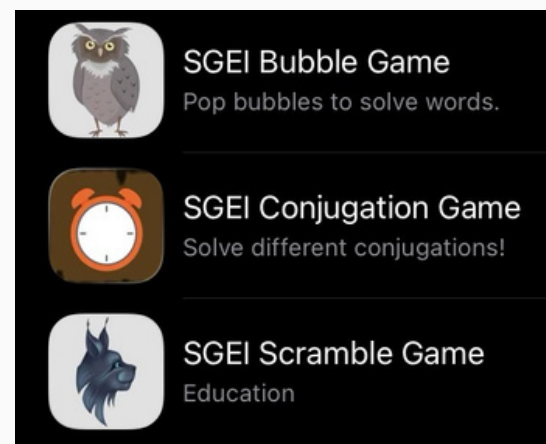 SGEI Bubble Game
Pop bubbles to solve words.
SGEI Conjugation Game
Solve different conjugations!
SGEI Scramble Game
Education